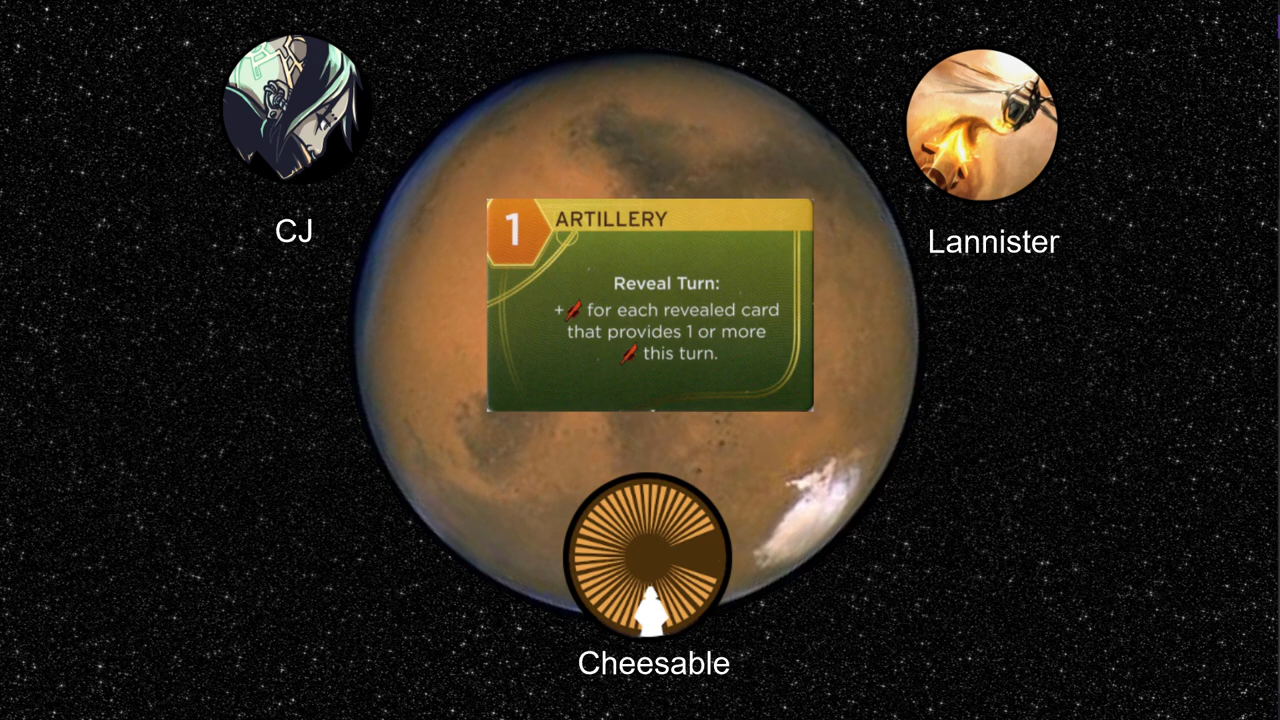 CJ
Lannister
1
ARTILLERY
Reveal Turn:
+ for each revealed card
that provides 1 or more
this turn.
Cheesable